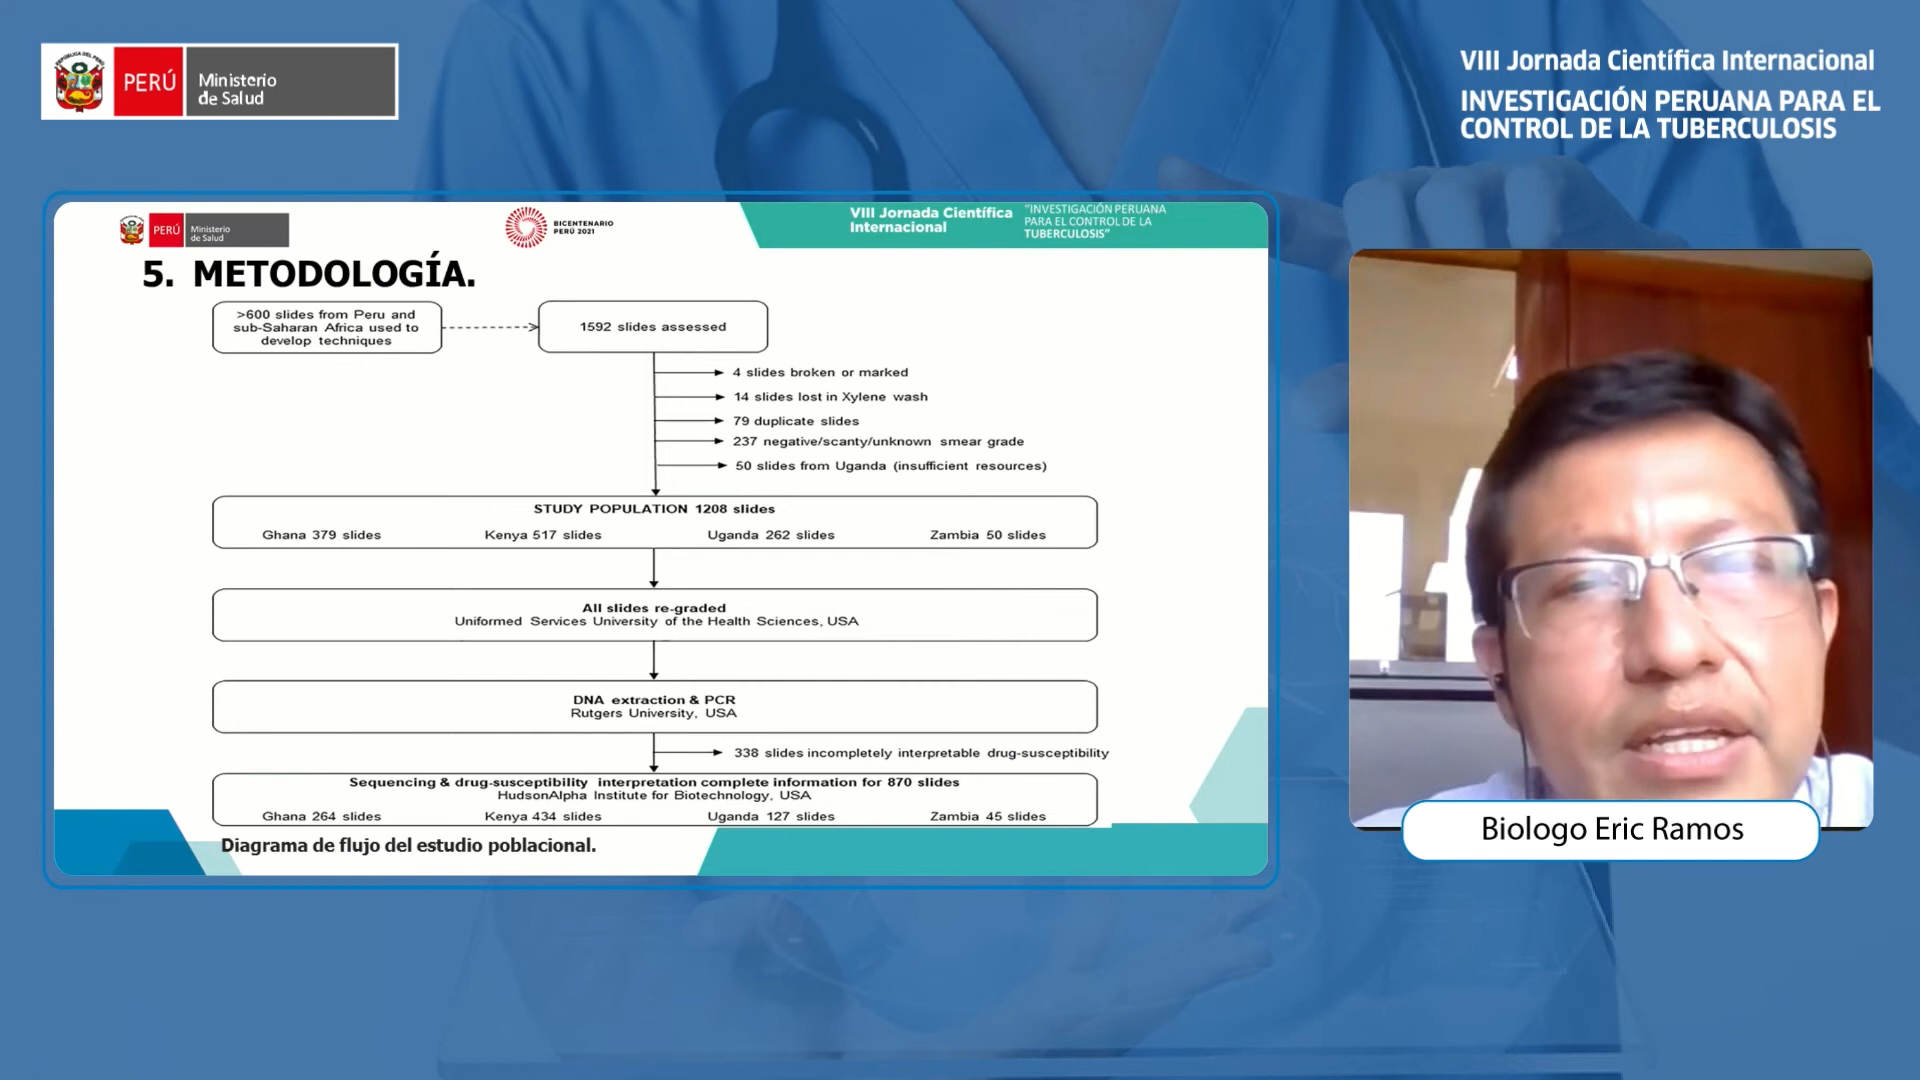 PERÚ
Ministerio
de Salud
VIII Jornada Científica Internacional
INVESTIGACIÓN PERUANA PARA EL
CONTROL DE LA TUBERCULOSIS
PERÚ
Ministerio
de Salud
BICENTENARIO
PERÚ 2021
VIII Jornada Científica
Internacional
"INVESTIGACIÓN PERUANA
PARA EL CONTROL DE LA
TUBERCULOSIS"
5. METODOLOGÍA.
>600 slides from Peru and
sub-Saharan Africa used to
develop techniques
1592 slides assessed
4 slides broken or marked
14 slides lost in Xylene wash
79 duplicate slides
237 negative/scanty/unknown smear grade
50 slides from Uganda (insufficient resources)
STUDY POPULATION 1208 slides
Ghana 379 slides Kenya 517 slides Uganda 262 slides Zambia 50 slides
All slides re-graded
Uniformed Services University of the Health Sciences, USA
DNA extraction & PCR
Rutgers University, USA
338 slides incompletely interpretable drug-susceptibility
Sequencing & drug-susceptibility interpretation complete information for 870 slides
HudsonAlpha Institute for Biotechnology, USA
Ghana 264 slides Kenya 434 slides Uganda 127 slides Zambia 45 slides
Diagrama de flujo del estudio poblacional.
Biologo Eric Ramos